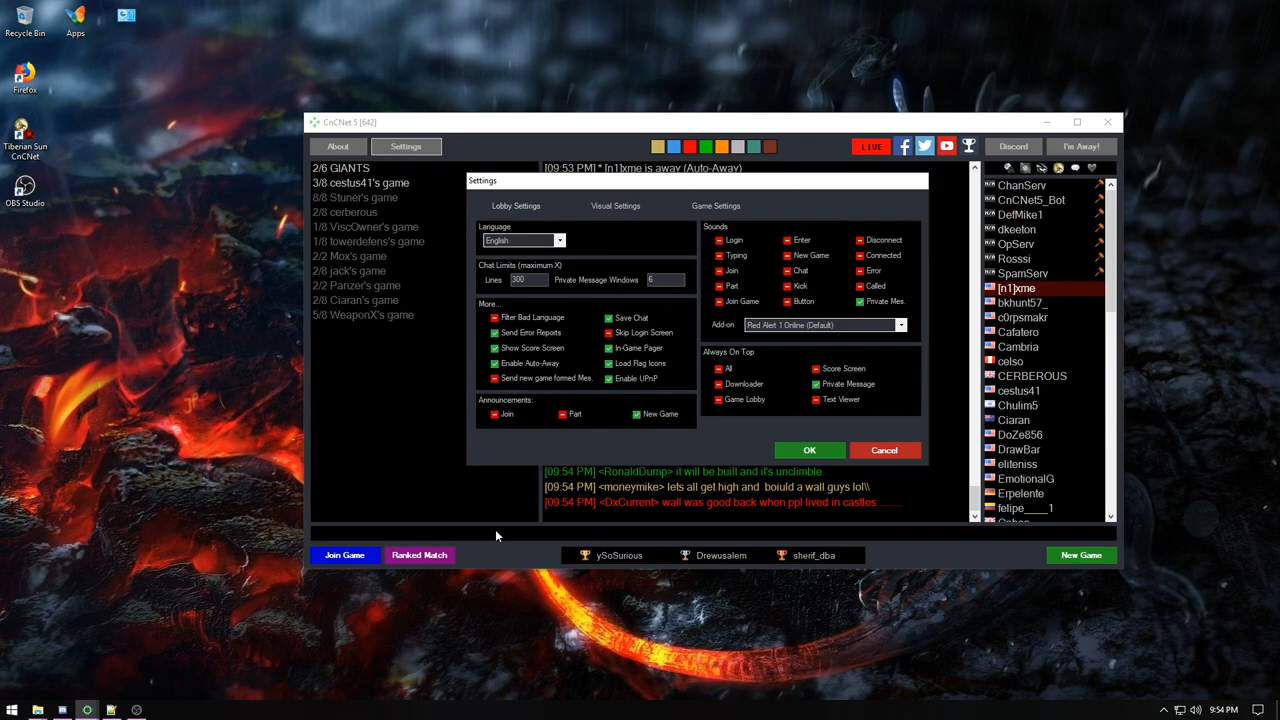 Recycle Bin
Apps
Firefox
Tiberian Sun
CnCNet
OBS Studio
CnCNet 5 [642]
About
Settings
LIVE
Discord
I'm Away!
2/6 GIANTS
3/8 cestus41's game
8/8 Stuner's game
2/8 cerberous
1/8 ViscOwner's game
1/8 towerdefens's game
2/2 Mox's game
2/8 jack's game
2/2 Panzer's game
2/8 Ciaran's game
5/8 WeaponX's game
[09:53 PM] * [n1]xme is away (Auto-Away)
Settings
Lobby Settings
Visual Settings
Game Settings
Language
English
Chat Limits (maximum X)
Lines 300 Private Message Windows 6
More...
Filter Bad Language Save Chat
Send Error Reports Skip Login Screen
Show Score Screen In-Game Pager
Enable Auto-Away Load Flag Icons
Send new game formed Mes. Enable UPnP
Announcements:
Join Part New Game
Sounds
Login Enter Disconnect
Typing New Game Connected
Join Chat Error
Part Kick Called
Join Game Button Private Mes.
Add-on Red Alert 1 Online (Default)
Always On Top
All Score Screen
Downloader Private Message
Game Lobby Text Viewer
OK
Cancel
[09:54 PM] <RonaldDump> it will be built and it's unclimble
[09:54 PM] <moneymike> lets all get high and boiuld a wall guys lol\\
[09:54 PM] <DxCurrent> wall was good back when ppl lived in castles..........
ChanServ
CnCNet5_Bot
DefMike1
dkeeton
OpServ
Rosssi
SpamServ
[n1]xme
bkhunt57_
c0rpsmakr
Cafatero
Cambria
celso
CERBEROUS
cestus41
Chulim5
Ciaran
DoZe856
DrawBar
eliteniss
EmotionalG
Erpelente
felipe____1
Join Game
Ranked Match
ySoSurious
Drewusalem
sherif_dba
New Game
9:54 PM